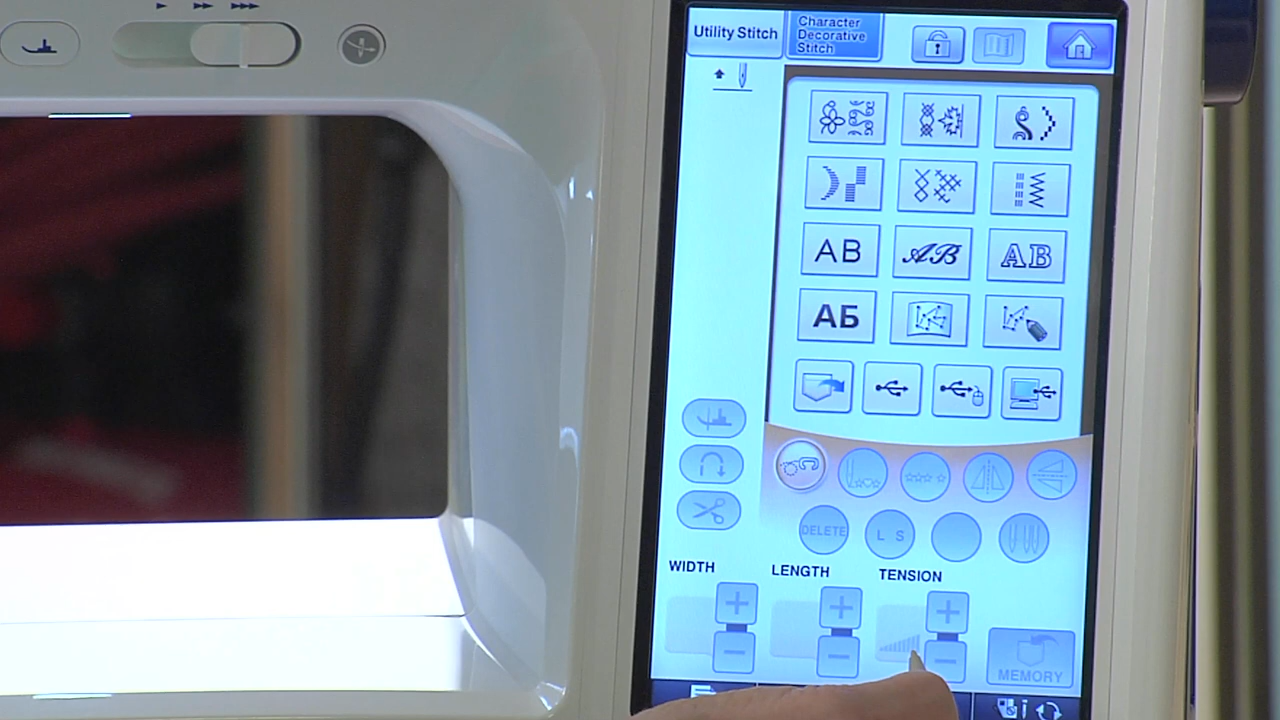 Utility Stitch
Character
Decorative
Stitch
AB
AB
AB
АБ
DELETE
L S
WIDTH
LENGTH
TENSION
MEMORY